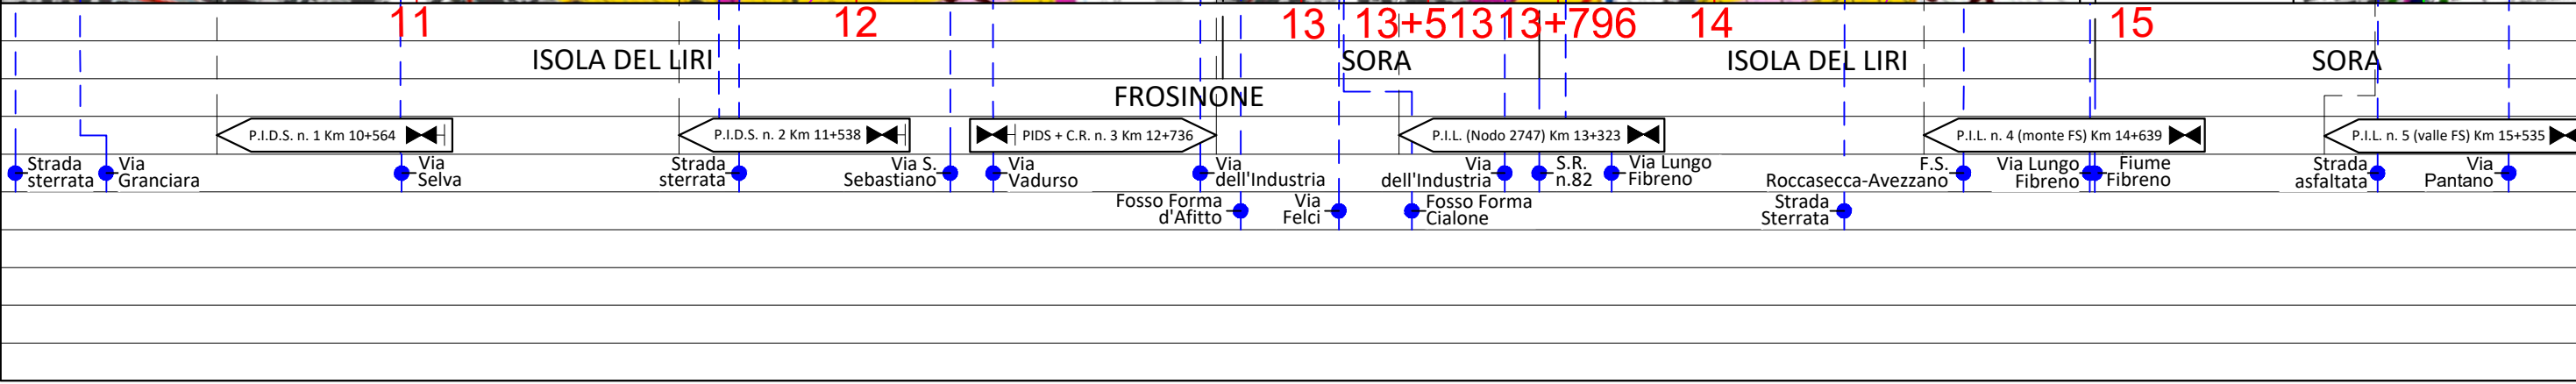 11 12 13 13+513 13+796 14 15
ISOLA DEL LIRI SORA ISOLA DEL LIRI SORA
FROSINONE
P.I.D.S. n. 1 Km 10+564
P.I.D.S. n. 2 Km 11+538
PIDS + C.R. n. 3 Km 12+736
P.I.L. (Nodo 2747) Km 13+323
P.I.L. n. 4 (monte FS) Km 14+639
P.I.L. n. 5 (valle FS) Km 15+535
Strada
sterrata
Via
Granciara
Via
Selva
Strada
sterrata
Via S.
Sebastiano
Via
Vadurso
Via
dell'Industria
Via
dell'Industria
S.R.
n.82
Via Lungo
Fibreno
F.S.
Roccasecca-Avezzano
Via Lungo
Fibreno
Fiume
Fibreno
Strada
asfaltata
Via
Pantano
Fosso Forma
d'Afitto
Via
Felci
Fosso Forma
Cialone
Strada
Sterrata